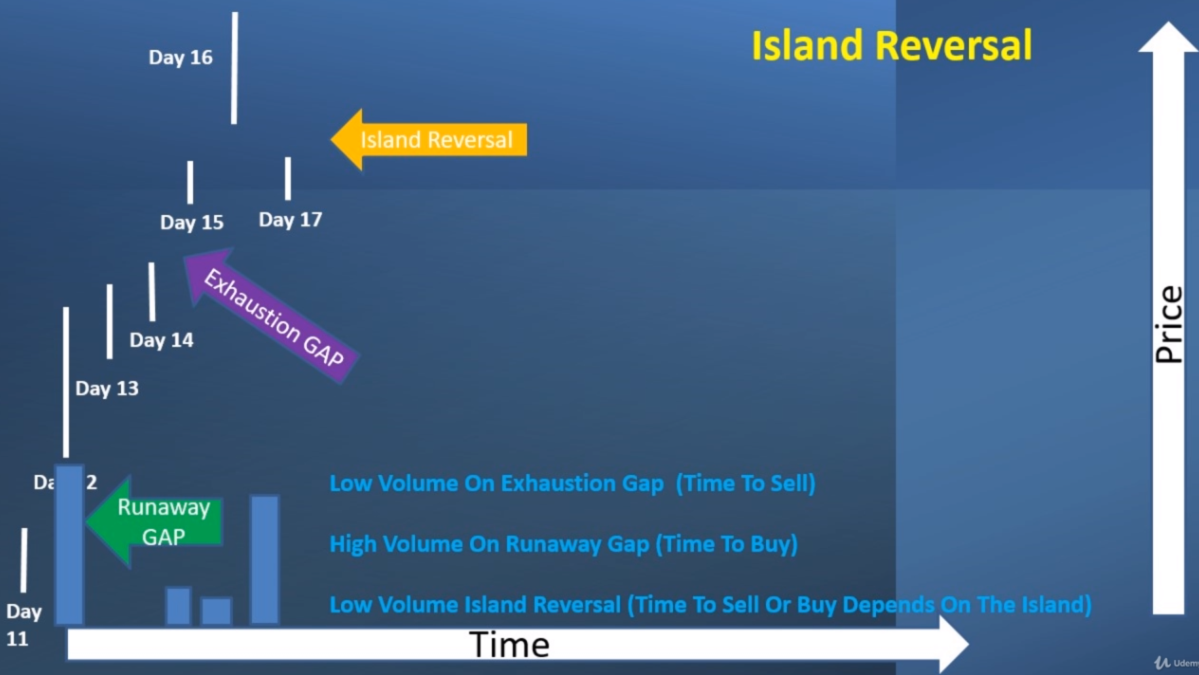 Island Reversal
Day 16
Island Reversal
Day 15
Day 17
Exhaustion GAP
Day 14
Day 13
Price
Low Volume On Exhaustion Gap (Time To Sell)
Da 2
Runaway
GAP
High Volume On Runaway Gap (Time To Buy)
Low Volume Island Reversal (Time To Sell Or Buy Depends On The Island)
Day
11
Time
Udem